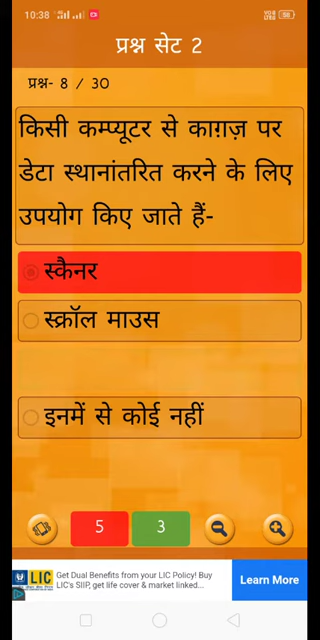 10:38
प्रश्न सेट 2
प्रश्न- 8 / 30
किसी कम्प्यूटर से काग़ज़ पर
डेटा स्थानांतरित करने के लिए
उपयोग किए जाते हैं-
स्कैनर
स्क्रॉल माउस
इनमें से कोई नहीं
5
3
LIC
Get Dual Benefits from your LIC Policy! Buy
LIC's SIIP, get life cover & market linked...
Learn More